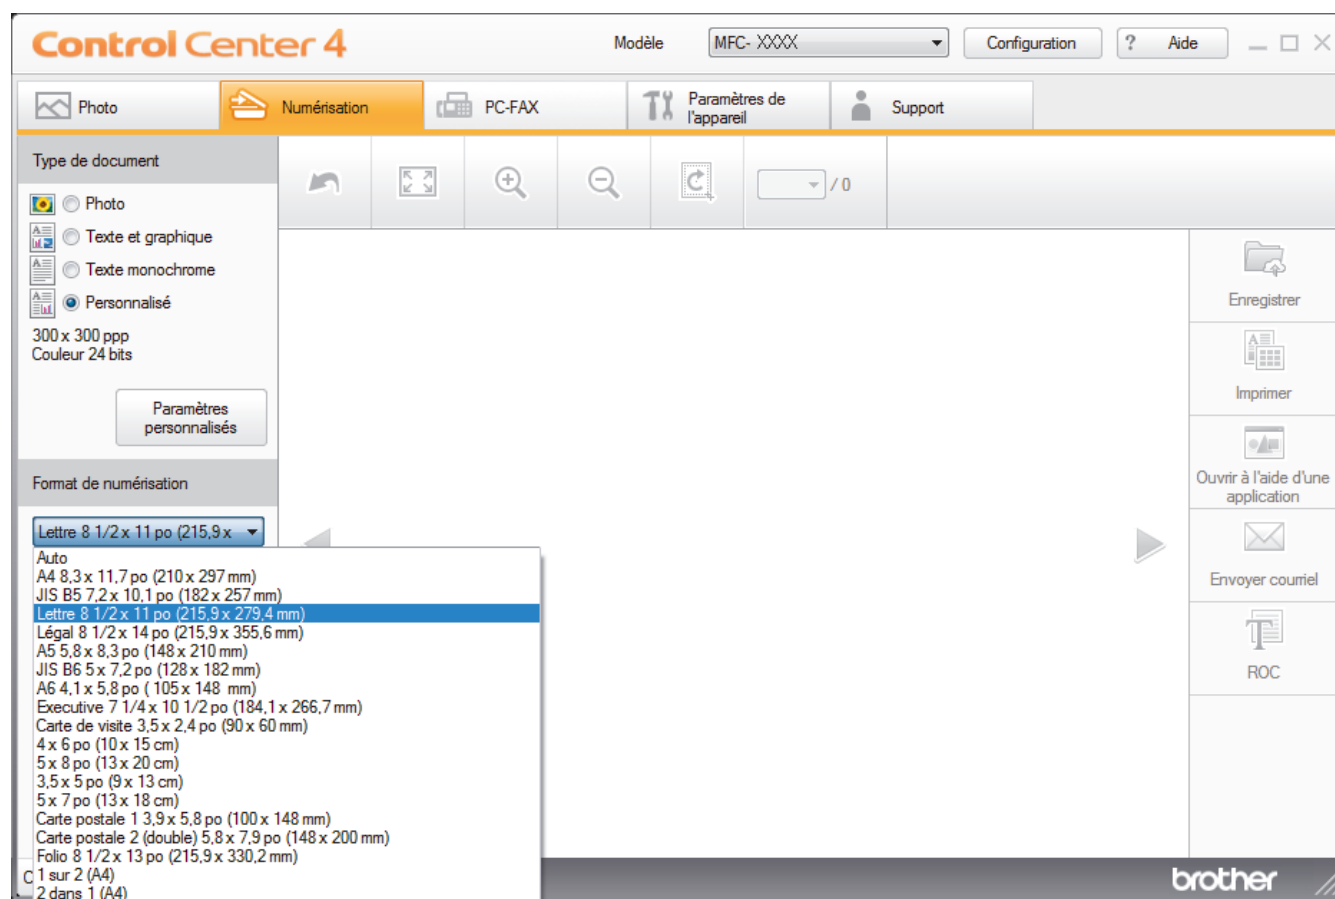 Control Center 4
Modèle
MFC- XXXX
Configuration
? Aide
Photo
Numérisation
PC-FAX
Paramètres de
l'appareil
Support
Type de document
/ 0
Photo
Texte et graphique
Texte monochrome
Personnalisé
300 x 300 ppp
Couleur 24 bits
Paramètres
personnalisés
Format de numérisation
Lettre 8 1/2 x 11 po (215,9 x
Auto
A4 8,3 x 11,7 po (210 x 297 mm)
JIS B5 7,2 x 10,1 po (182 x 257 mm)
Lettre 8 1/2 x 11 po (215,9 x 279,4 mm)
Légal 8 1/2 x 14 po (215,9 x 355,6 mm)
A5 5,8 x 8,3 po (148 x 210 mm)
JIS B6 5 x 7,2 po (128 x 182 mm)
A6 4,1 x 5,8 po ( 105 x 148 mm)
Executive 7 1/4 x 10 1/2 po (184,1 x 266,7 mm)
Carte de visite 3,5 x 2,4 po (90 x 60 mm)
4 x 6 po (10 x 15 cm)
5 x 8 po (13 x 20 cm)
3,5 x 5 po (9 x 13 cm)
5 x 7 po (13 x 18 cm)
Carte postale 1 3,9 x 5,8 po (100 x 148 mm)
Carte postale 2 (double) 5,8 x 7,9 po (148 x 200 mm)
Folio 8 1/2 x 13 po (215,9 x 330,2 mm)
1 sur 2 (A4)
2 dans 1 (A4)
Enregistrer
Imprimer
Ouvrir à l'aide d'une
application
Envoyer courriel
ROC
brother